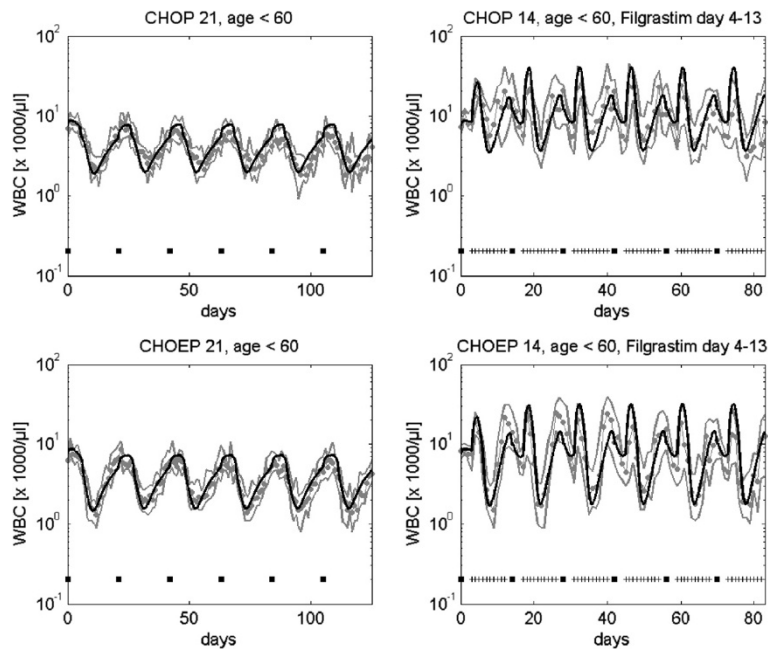 CHOP 21, age < 60
WBC [x 1000/µl]
10²
10¹
10⁰
10⁻¹
0
50
100
days
CHOP 14, age < 60, Filgrastim day 4-13
WBC [x 1000/µl]
10²
10¹
10⁰
10⁻¹
0
20
40
60
80
days
CHOEP 21, age < 60
WBC [x 1000/µl]
10²
10¹
10⁰
10⁻¹
0
50
100
days
CHOEP 14, age < 60, Filgrastim day 4-13
WBC [x 1000/µl]
10²
10¹
10⁰
10⁻¹
0
20
40
60
80
days